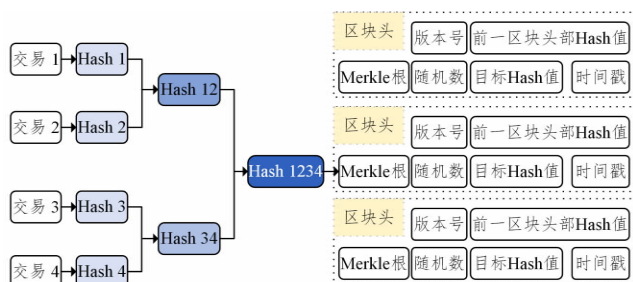 交易 1
Hash 1
Hash 12
交易 2
Hash 2
Hash 1234
交易 3
Hash 3
Hash 34
交易 4
Hash 4
区块头
版本号
前一区块头部Hash值
Merkle根
随机数
目标Hash值
时间戳
区块头
版本号
前一区块头部Hash值
Merkle根
随机数
目标Hash值
时间戳
区块头
版本号
前一区块头部Hash值
Merkle根
随机数
目标Hash值
时间戳